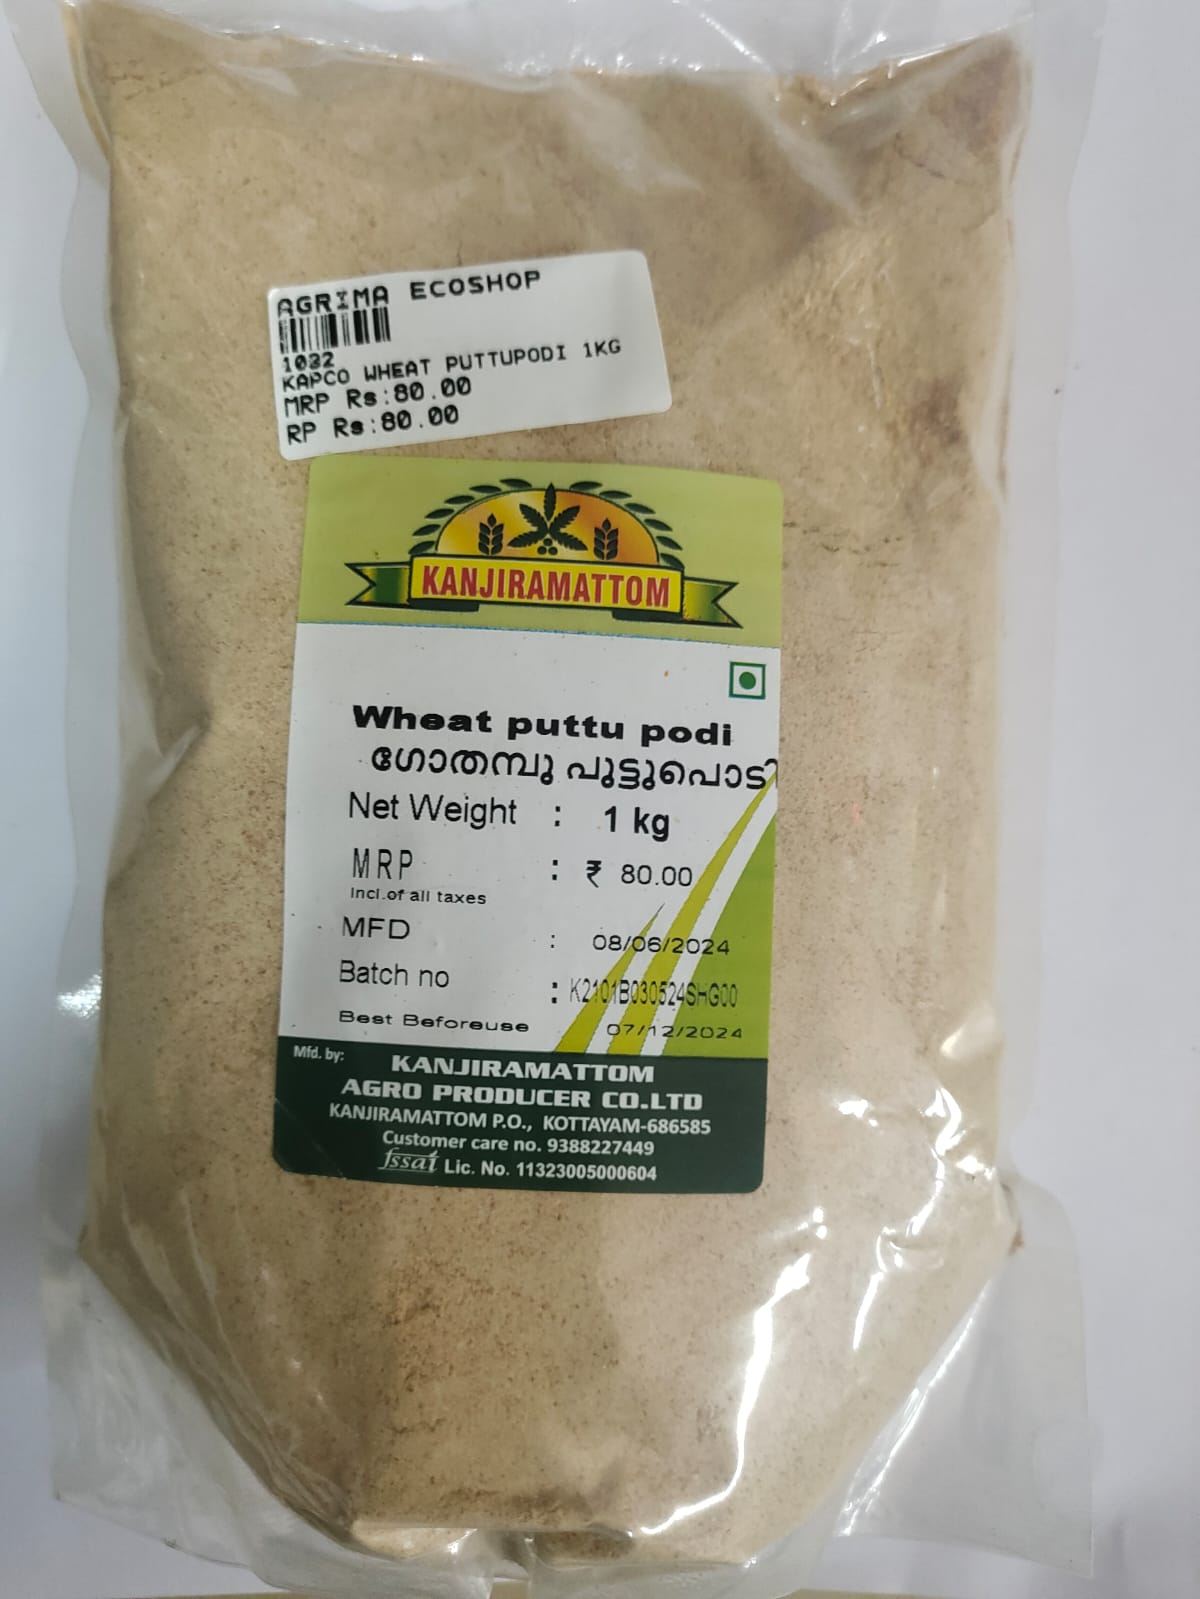 AGRIMA ECOSHOP
1032
KAPCO WHEAT PUTTUPODI 1KG
MRP Rs:80.00
RP Rs:80.00
KANJIRAMATTOM
Wheat puttu podi
ഗോതമ്പു പുട്ടുപൊടി
Net Weight : 1 kg
MRP : ₹ 80.00
Incl.of all taxes
MFD : 08/06/2024
Batch no : K2101B030524SHG00
Best Beforeuse 07/12/2024
Mfd. by:
KANJIRAMATTOM
AGRO PRODUCER CO.LTD
KANJIRAMATTOM P.O., KOTTAYAM-686585
Customer care no. 9388227449
fssai Lic. No. 11323005000604